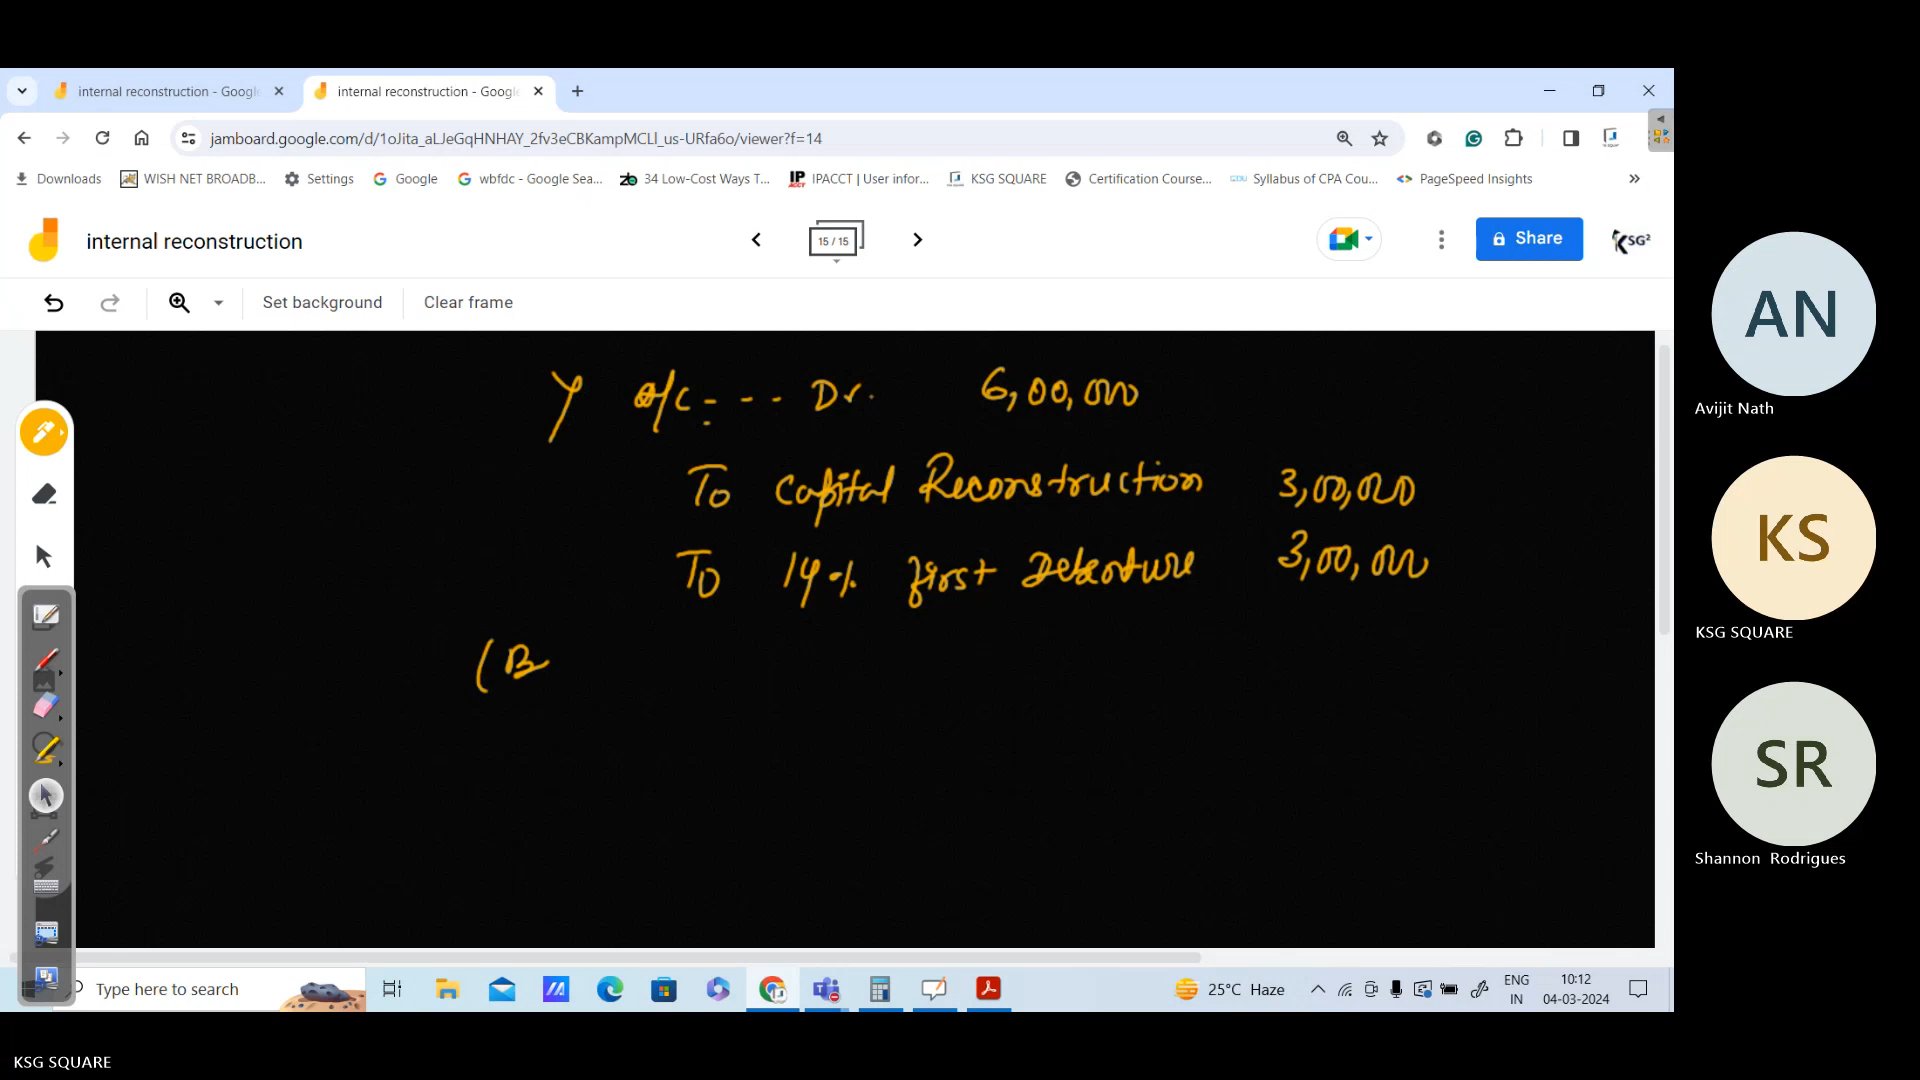 internal reconstruction - Googl
internal reconstruction - Google
jamboard.google.com/d/1oJita_aLJeGqHNHAY_2fv3eCBKampMCLl_us-URfa6o/viewer?f=14
Downloads
WISH NET BROADB...
Settings
Google
wbfdc - Google Sea...
34 Low-Cost Ways T...
IPACCT | User infor...
KSG SQUARE
Certification Course...
Syllabus of CPA Cou...
PageSpeed Insights
internal reconstruction
15 / 15
Share
KSG²
Set background
Clear frame
Y a/c - - - Dr. 6,00,000
To Capital Reconstruction 3,00,000
To 14% first Debenture 3,00,000
(B
AN
Avijit Nath
KS
KSG SQUARE
SR
Shannon Rodrigues
Type here to search
25°C Haze
ENG
IN
10:12
04-03-2024
KSG SQUARE